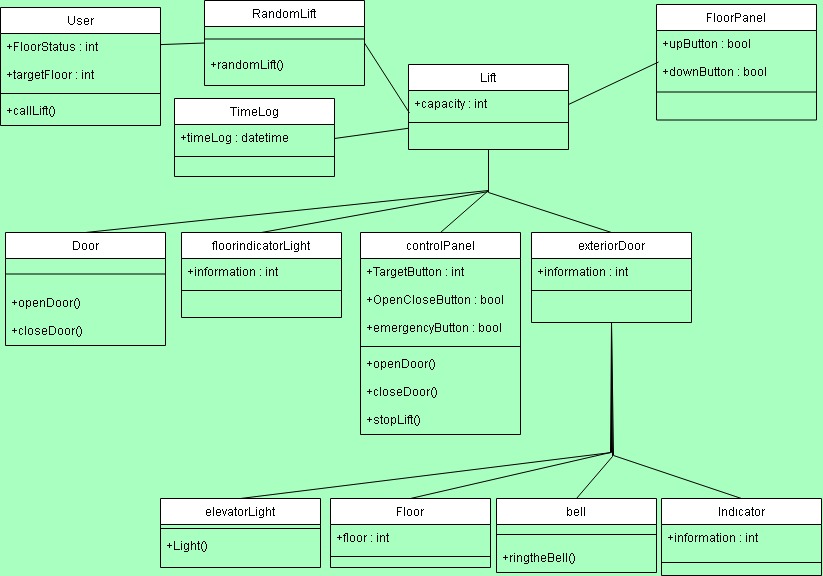 User
+FloorStatus : int
+targetFloor : int
+callLift()
RandomLift
+randomLift()
FloorPanel
+upButton : bool
+downButton : bool
Lift
+capacity : int
TimeLog
+timeLog : datetime
Door
+openDoor()
+closeDoor()
floorindicatorLight
+information : int
controlPanel
+TargetButton : int
+OpenCloseButton : bool
+emergencyButton : bool
+openDoor()
+closeDoor()
+stopLift()
exteriorDoor
+information : int
elevatorLight
+Light()
Floor
+floor : int
bell
+ringtheBell()
Indicator
+information : int